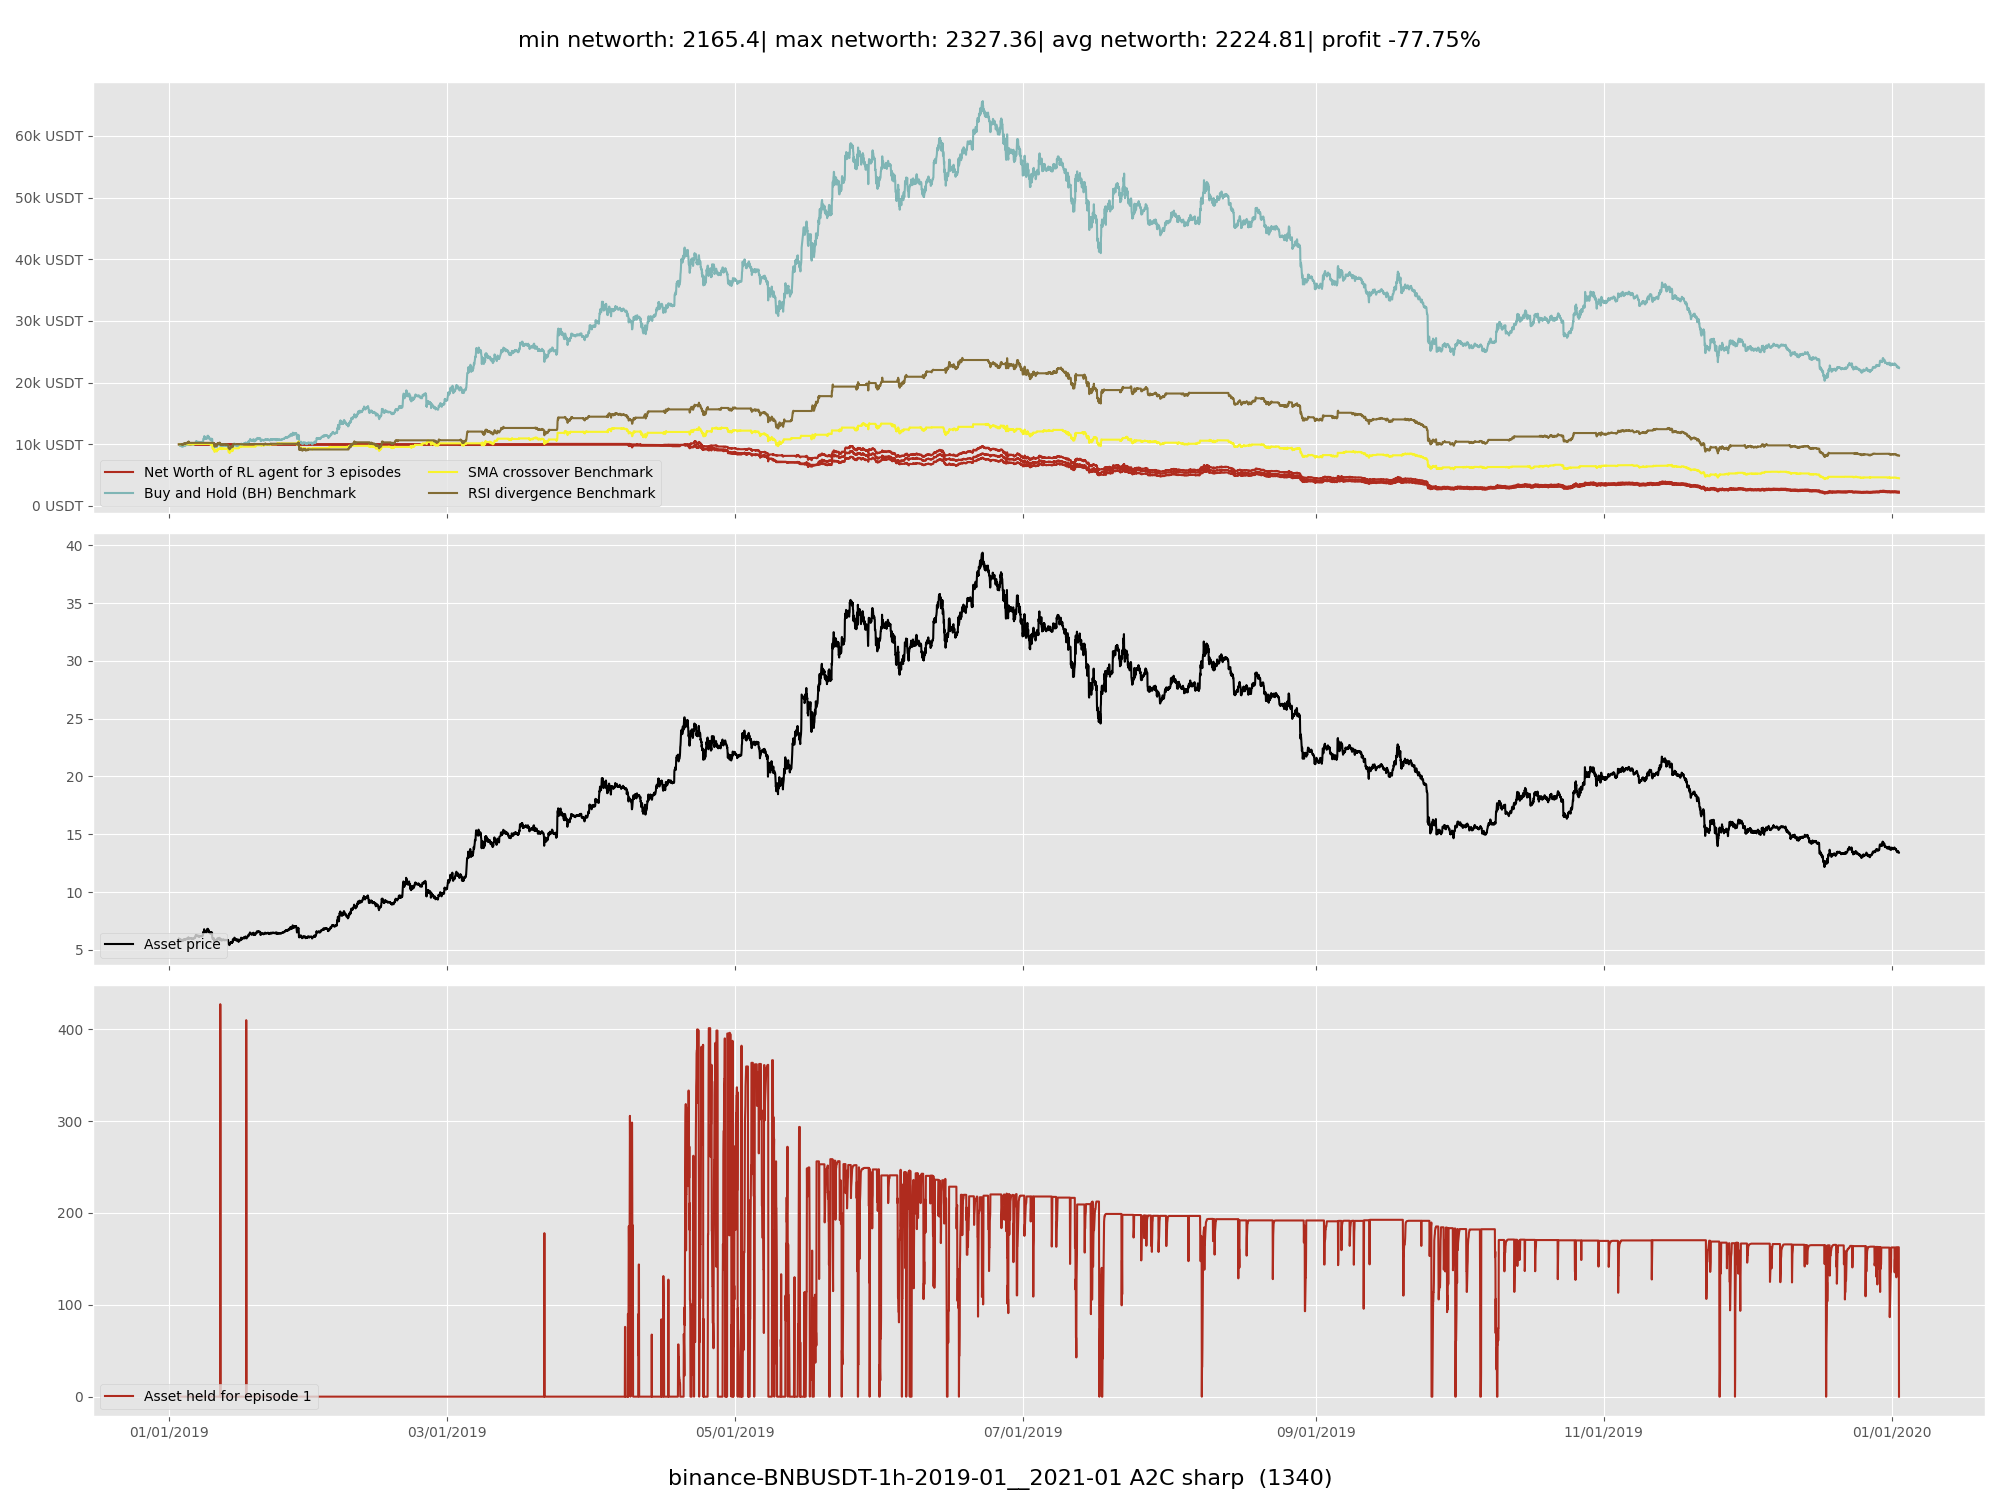 min networth: 2165.4| max networth: 2327.36| avg networth: 2224.81| profit -77.75%
60k USDT
50k USDT
40k USDT
30k USDT
20k USDT
10k USDT
0 USDT
Net Worth of RL agent for 3 episodes
Buy and Hold (BH) Benchmark
SMA crossover Benchmark
RSI divergence Benchmark
40
35
30
25
20
15
10
5
Asset price
400
300
200
100
0
Asset held for episode 1
01/01/2019
03/01/2019
05/01/2019
07/01/2019
09/01/2019
11/01/2019
01/01/2020
binance-BNBUSDT-1h-2019-01__2021-01 A2C sharp  (1340)